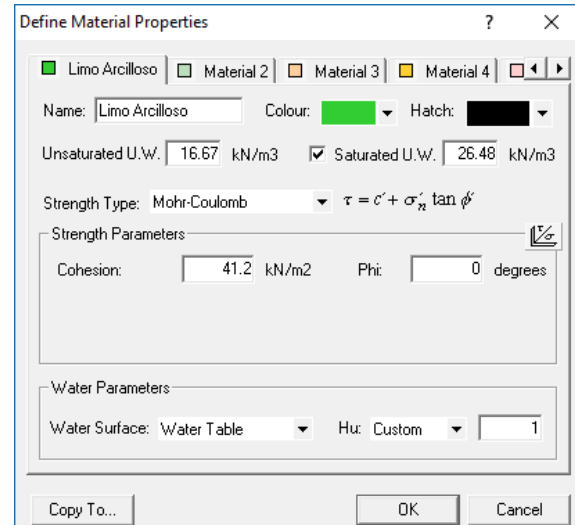 Define Material Properties ? ×
Limo Arcilloso Material 2 Material 3 Material 4
Name: Limo Arcilloso Colour: Hatch:
Unsaturated U.W. 16.67 kN/m3 Saturated U.W. 26.48 kN/m3
Strength Type: Mohr-Coulomb τ = c′ + σ′ₙ tan ϕ′
Strength Parameters τ/σ
Cohesion: 41.2 kN/m2 Phi: 0 degrees
Water Parameters
Water Surface: Water Table Hu: Custom 1
Copy To... OK Cancel